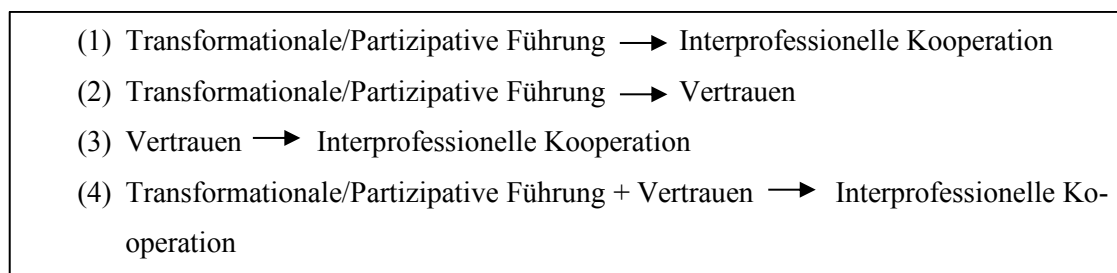 (1) Transformationale/Partizipative Führung → Interprofessionelle Kooperation
(2) Transformationale/Partizipative Führung → Vertrauen
(3) Vertrauen → Interprofessionelle Kooperation
(4) Transformationale/Partizipative Führung + Vertrauen → Interprofessionelle Ko-
operation